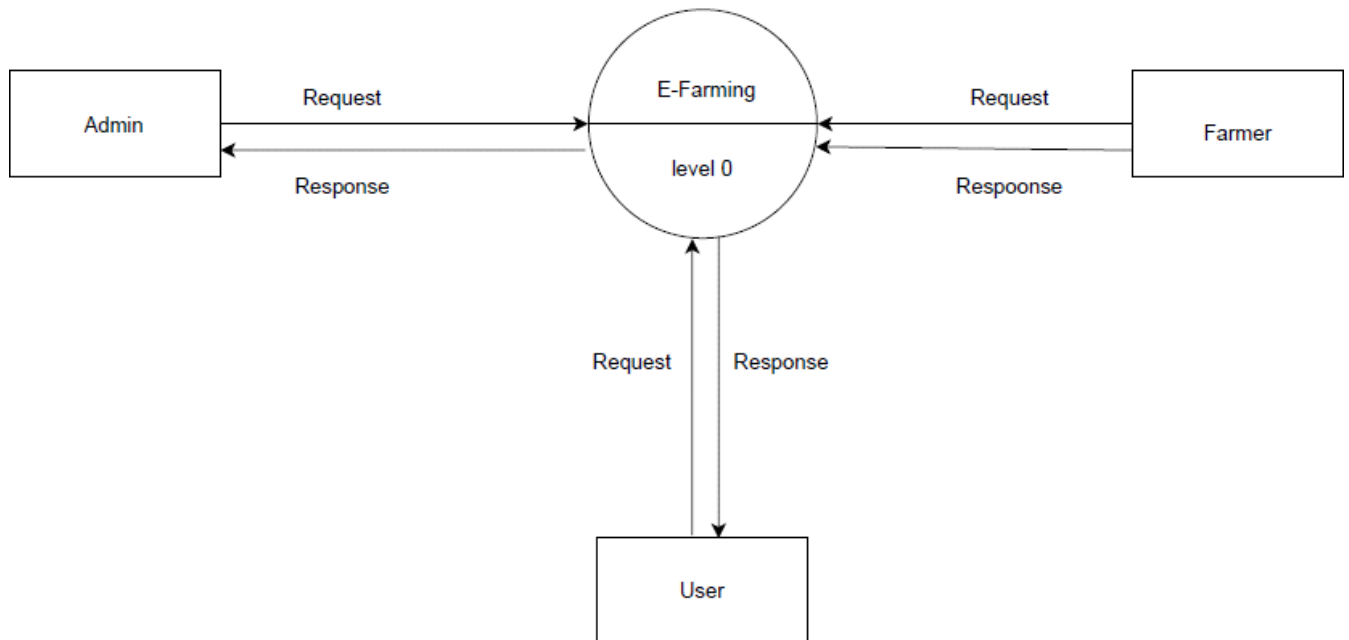 E-Farming
Request
Request
Admin
Farmer
level 0
Response
Respoonse
Request
Response
User